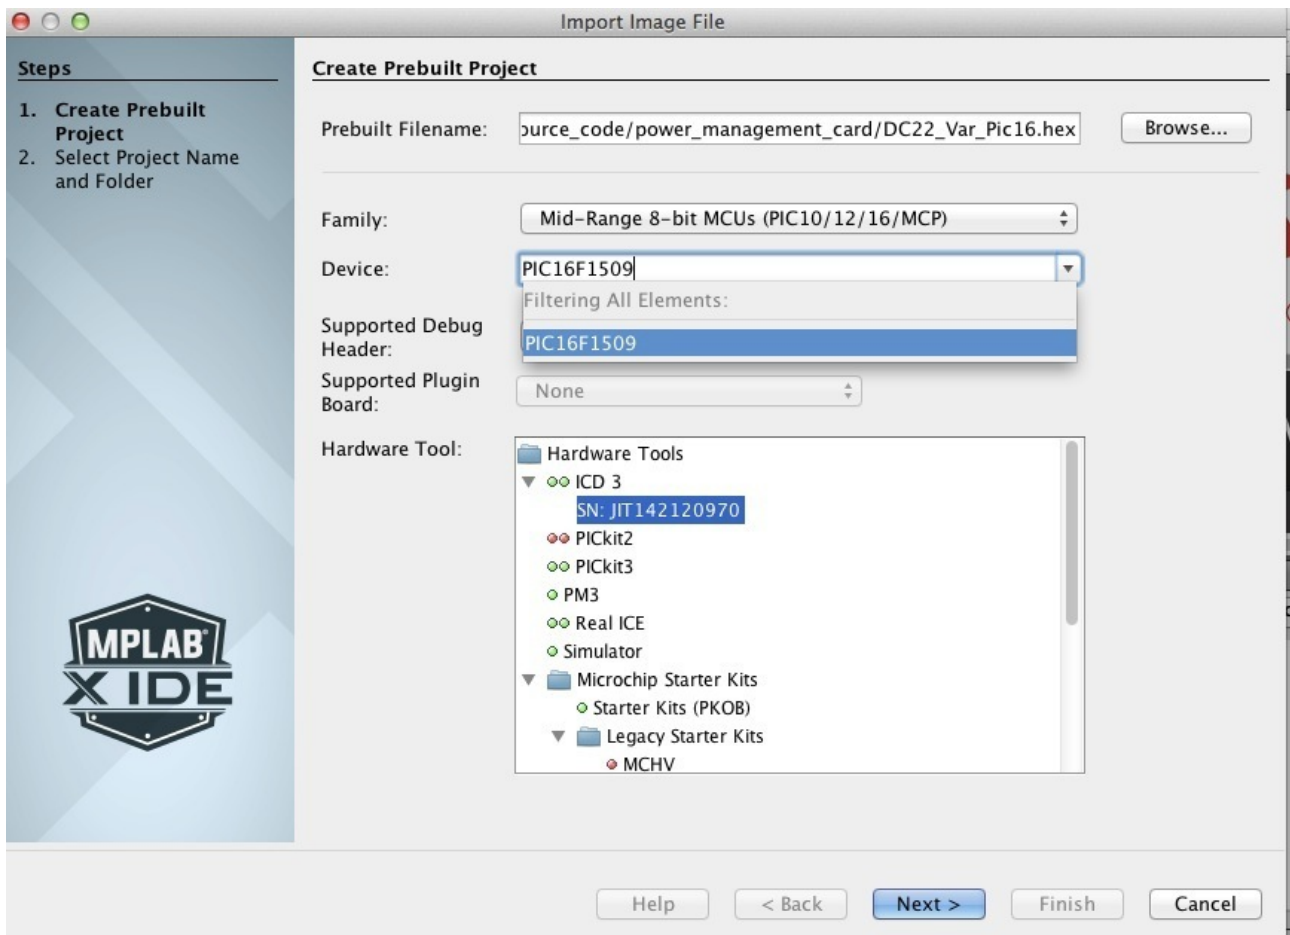 Import Image File
Steps
1. Create Prebuilt
Project
2. Select Project Name
and Folder
MPLAB
X IDE
Create Prebuilt Project
Prebuilt Filename: ource_code/power_management_card/DC22_Var_Pic16.hex Browse...
Family: Mid-Range 8-bit MCUs (PIC10/12/16/MCP)
Device: PIC16F1509
Filtering All Elements:
PIC16F1509
Supported Debug
Header:
Supported Plugin
Board:
None
Hardware Tool:
Hardware Tools
ICD 3
SN: JIT142120970
PICkit2
PICkit3
PM3
Real ICE
Simulator
Microchip Starter Kits
Starter Kits (PKOB)
Legacy Starter Kits
MCHV
Help < Back Next > Finish Cancel